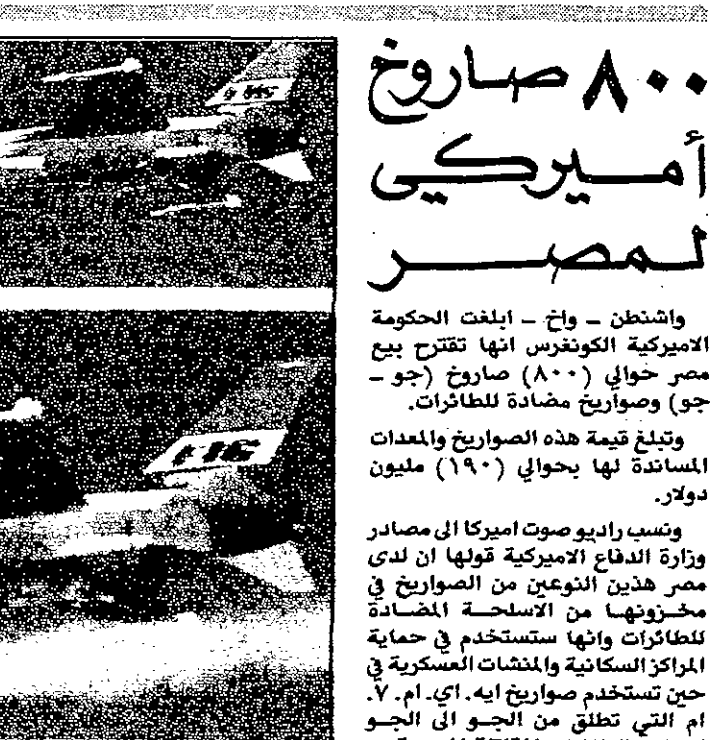 ٨٠٠ صاروخ
أميركي
لمصر
واشنطن - واخ - ابلغت الحكومة
الاميركية الكونغرس انها تقترح بيع
مصر حوالي (٨٠٠) صاروخ (جو -
جو) وصواريخ مضادة للطائرات.
وتبلغ قيمة هذه الصواريخ والمعدات
المساندة لها بحوالي (١٩٠) مليون
دولار.
ونسب راديو صوت اميركا الى مصادر
وزارة الدفاع الاميركية قولها ان لدى
مصر هذين النوعين من الصواريخ في
مخزونها من الاسلحة المضادة
للطائرات وانها ستستخدم في حماية
المراكز السكانية والمنشات العسكرية في
حين تستخدم صواريخ ايه. اي. ام. ٧.
ام التي تطلق من الجو الى الجو